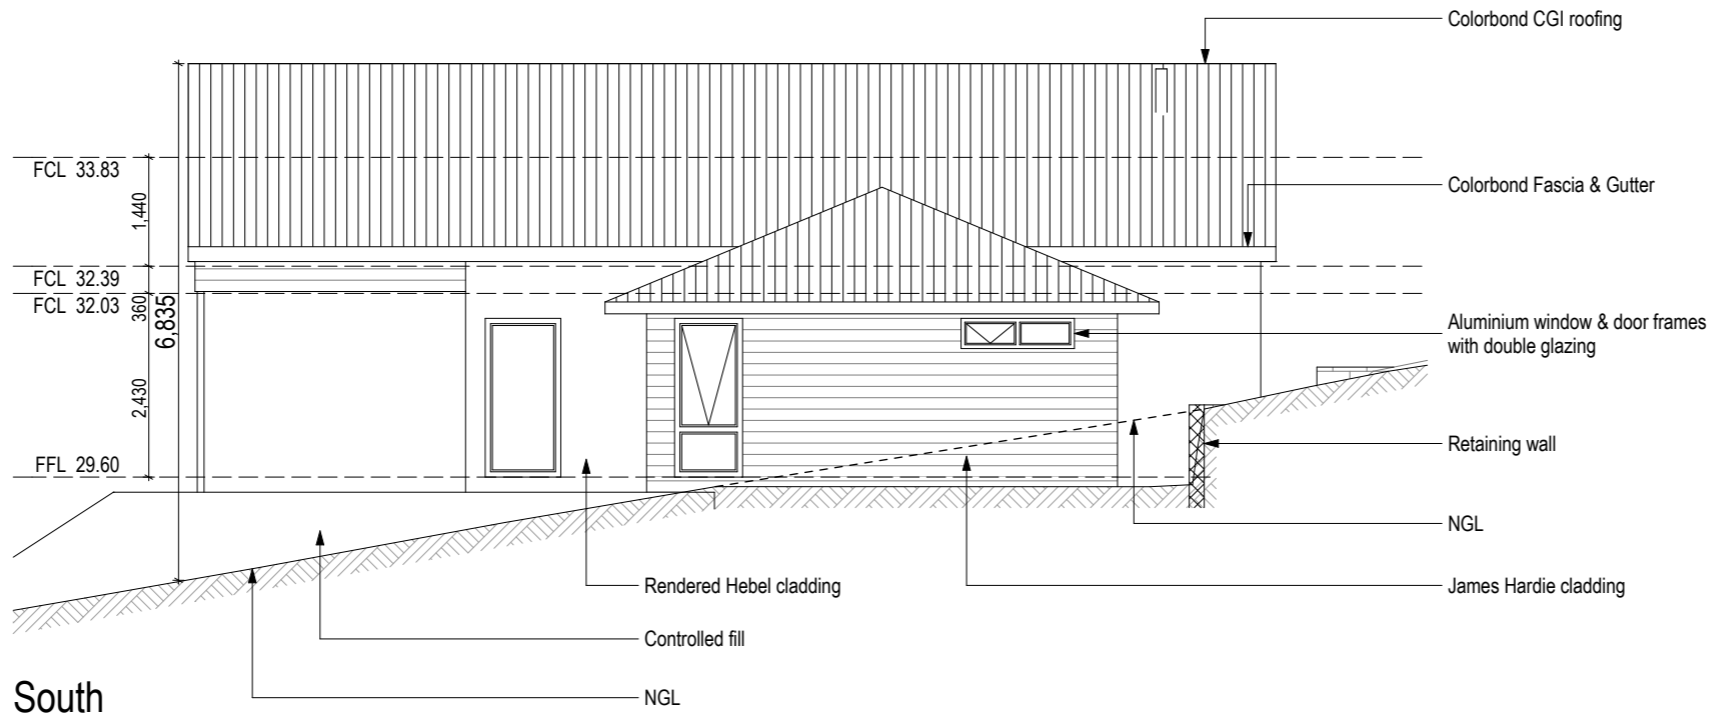 Colorbond CGI roofing
FCL 33.83
1,440
Colorbond Fascia & Gutter
FCL 32.39
FCL 32.03
360
6,835
Aluminium window & door frames
with double glazing
2,430
Retaining wall
FFL 29.60
NGL
Rendered Hebel cladding
James Hardie cladding
Controlled fill
South
NGL